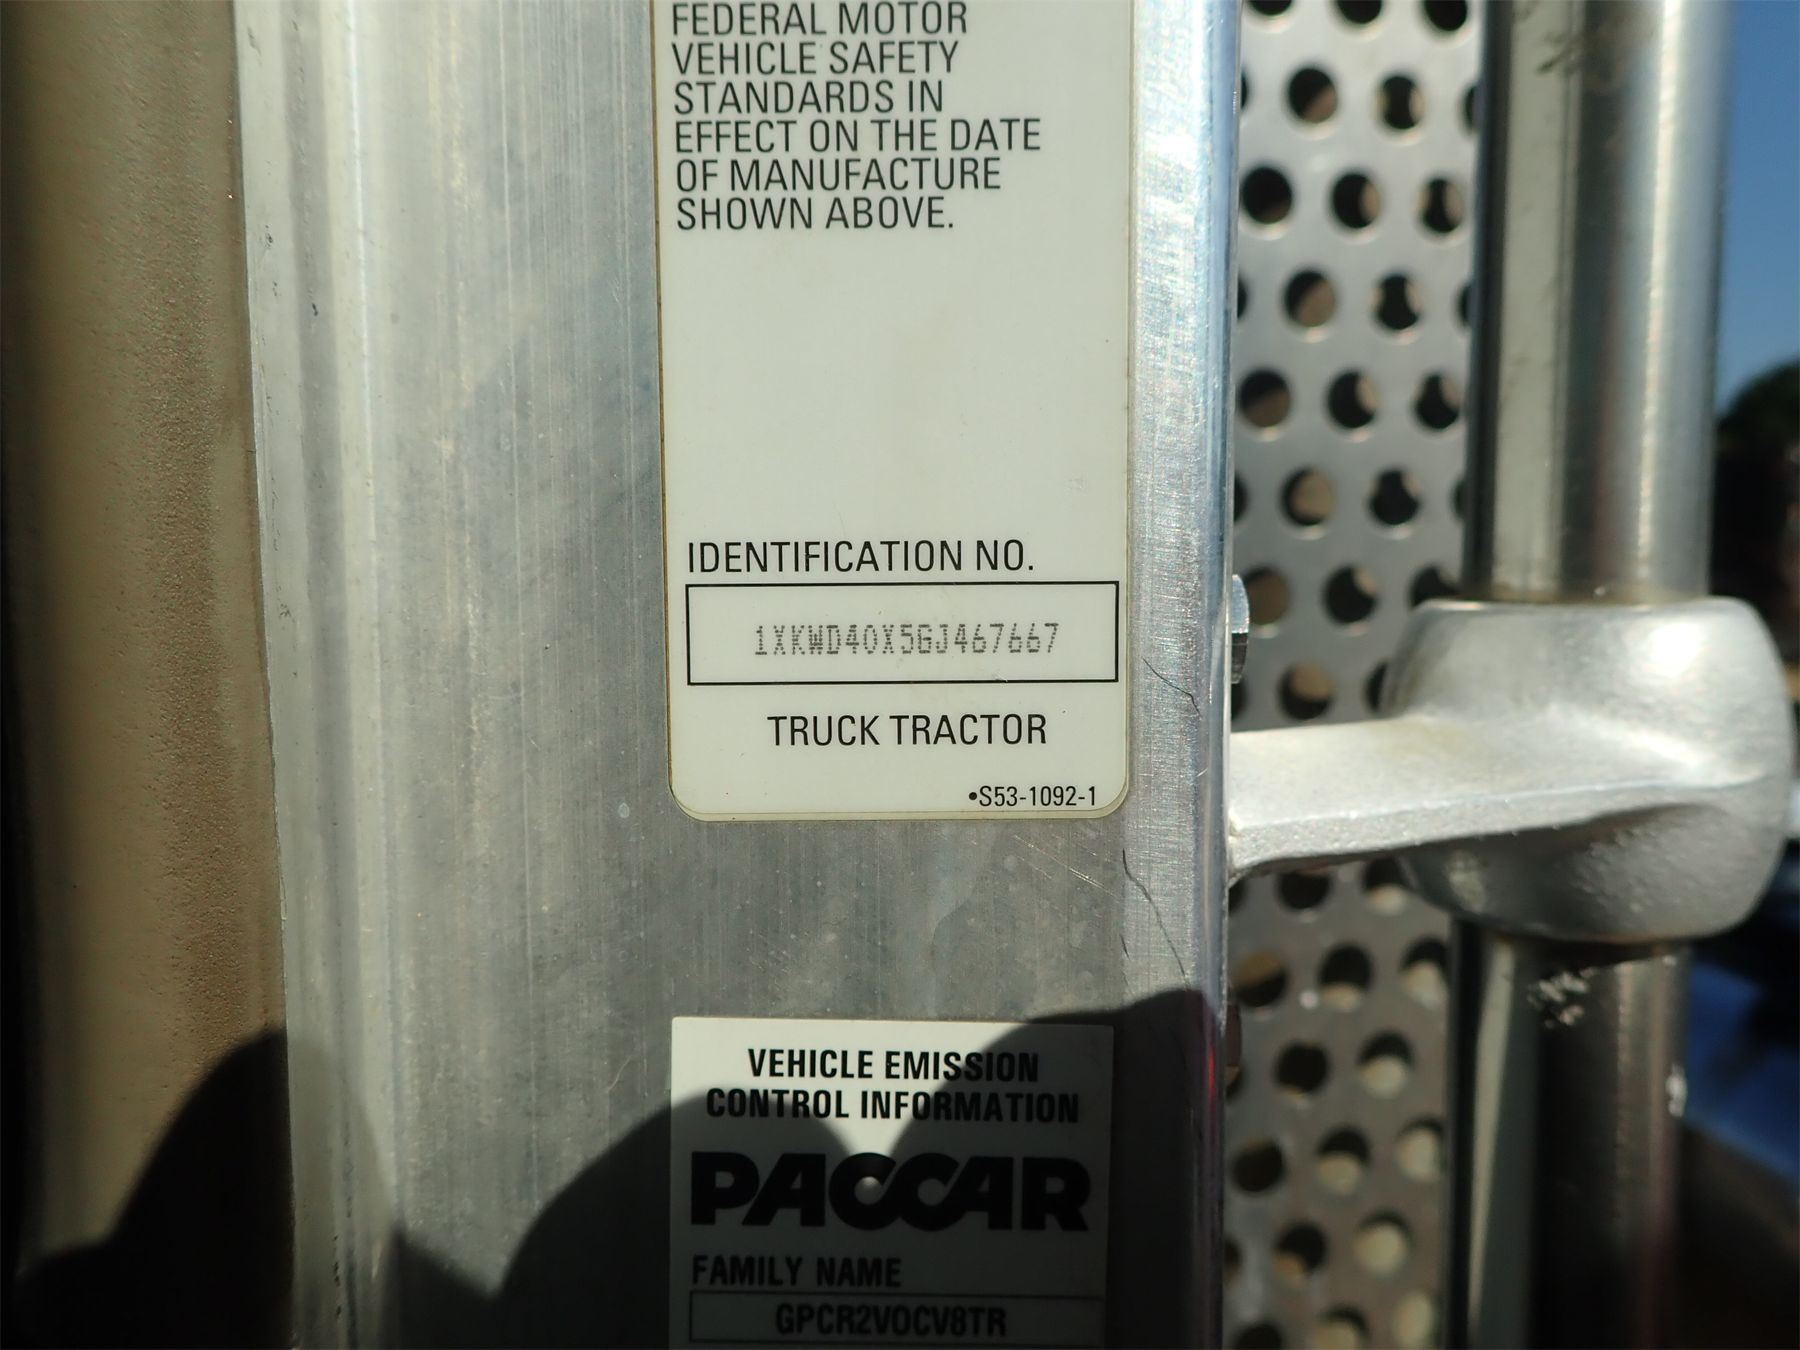 FEDERAL MOTOR
VEHICLE SAFETY
STANDARDS IN
EFFECT ON THE DATE
OF MANUFACTURE
SHOWN ABOVE.
IDENTIFICATION NO.
1XKWD40X5GJ467667
TRUCK TRACTOR
•S53-1092-1
VEHICLE EMISSION
CONTROL INFORMATION
PACCAR
FAMILY NAME
GPCR2VOCV8TR